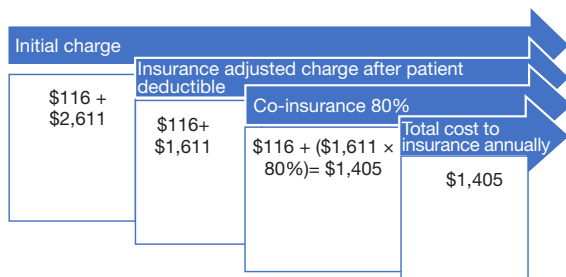 Initial charge
$116 +
$2,611
Insurance adjusted charge after patient
deductible
$116+
$1,611
Co-insurance 80%
$116 + ($1,611 ×
80%)= $1,405
Total cost to
insurance annually
$1,405